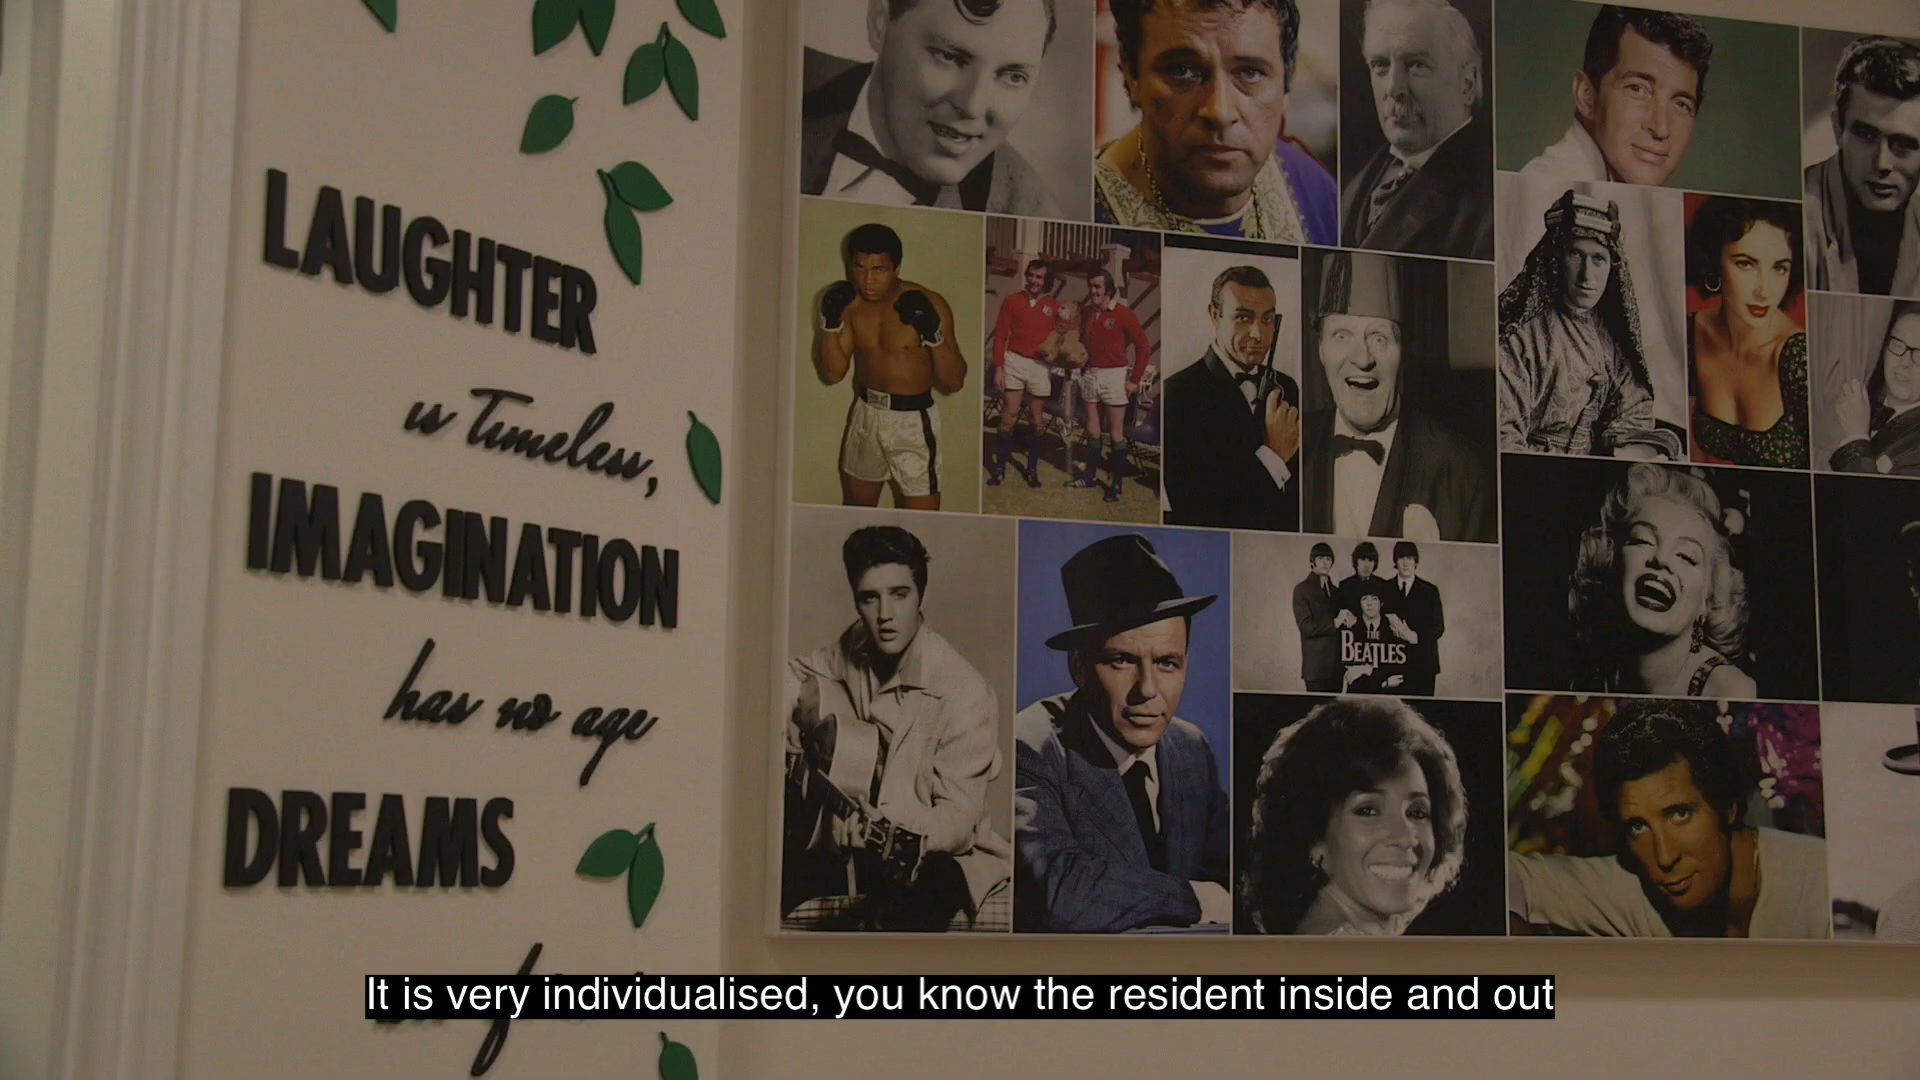 LAUGHTER
is Timeless,
IMAGINATION
has no age
DREAMS
THE
BEATLES
It is very individualised, you know the resident inside and out